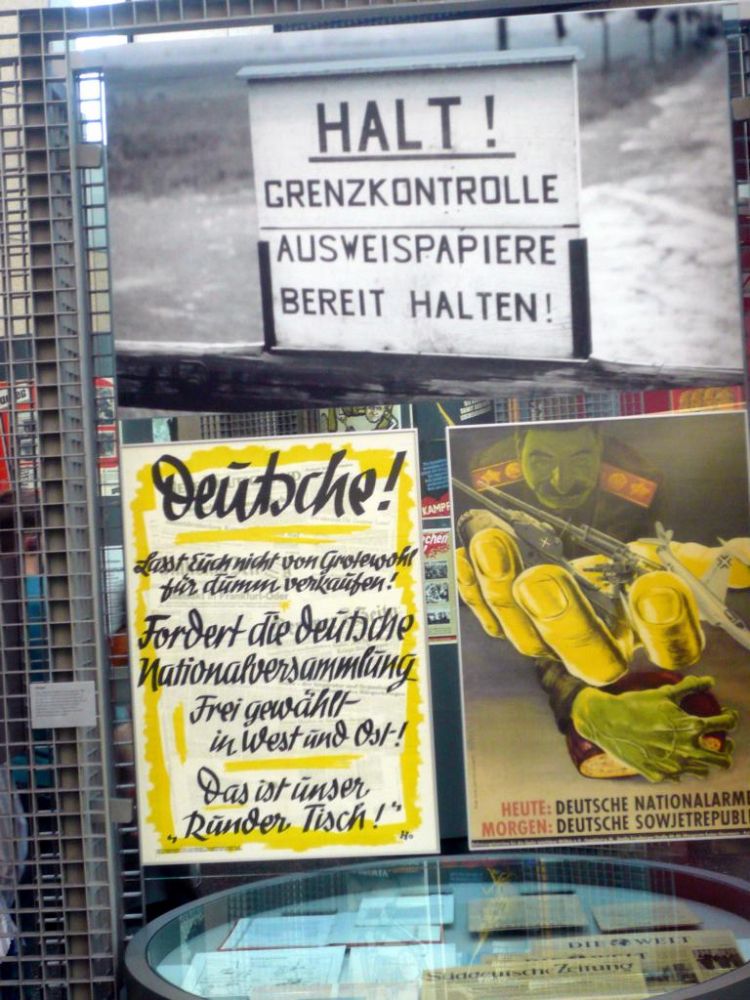 HALT!
GRENZKONTROLLE
AUSWEISPAPIERE
BEREIT HALTEN!
Deutsche!
Lasst Euch nicht von Grotewohl
für dumm verkaufen!
Fordert die deutsche
Nationalversammlung
Frei gewählt
in West und Ost!
Das ist unser
"Runder Tisch!"
KAMPF
HEUTE: DEUTSCHE NATIONALARME
MORGEN: DEUTSCHE SOWJETREPUBL
DIE WELT
Süddeutsche Zeitung